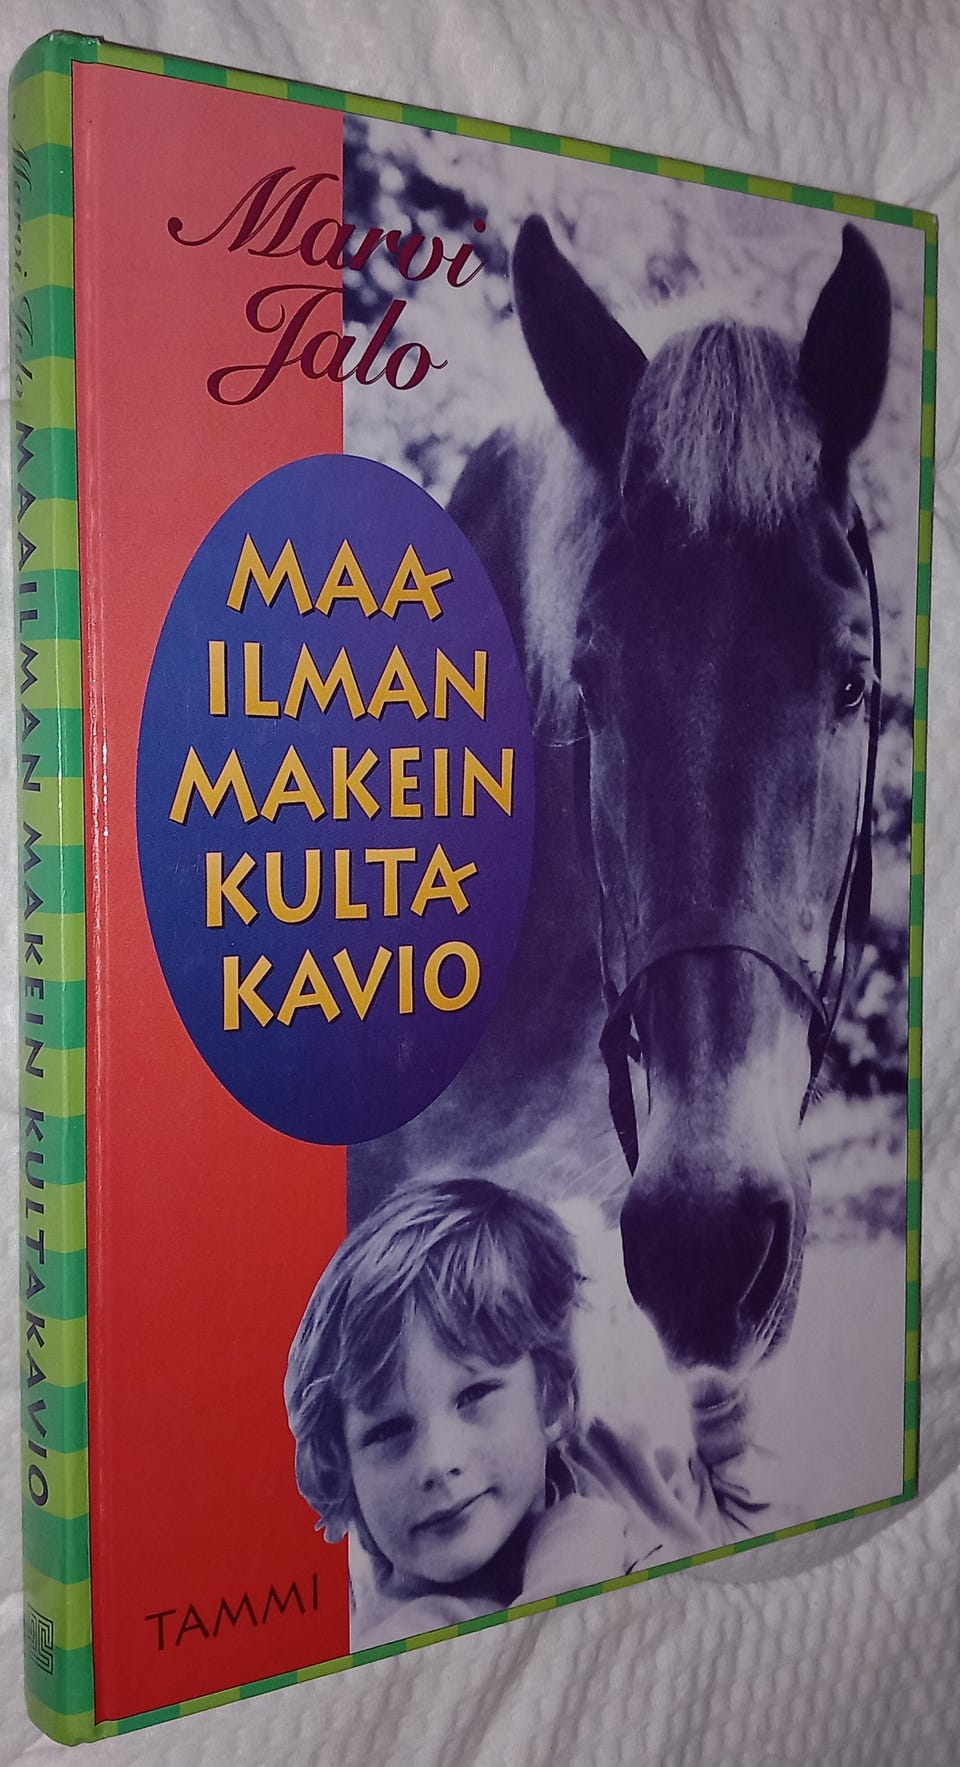 Marvi
Jalo
MAA
ILMAN
MAKEIN
KULTA
KAVIO
TAMMI
Marvi Jalo MAAILMAN MAKEIN KULTAKAVIO